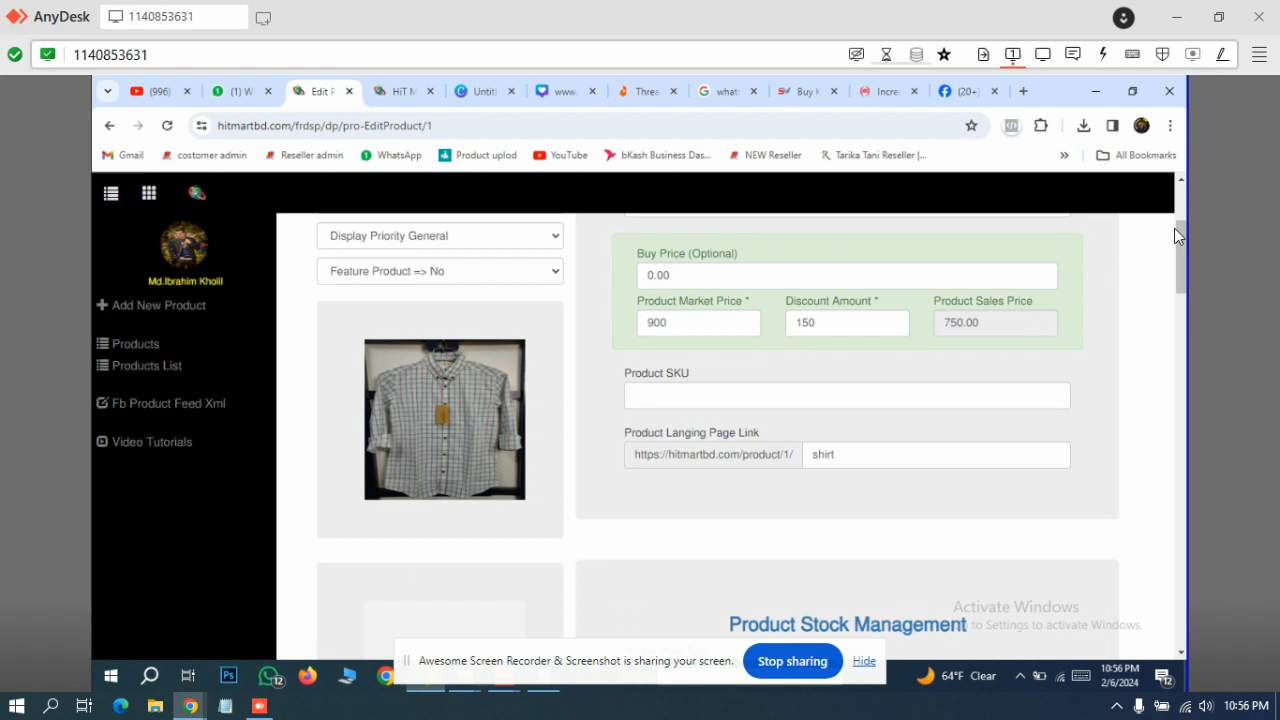 AnyDesk
1140853631
1140853631
(996)
(1) W
Edit P
HiT M
Untitl
www.
Threa
what
Buy K
Incre
(20+)
hitmartbd.com/frdsp/dp/pro-EditProduct/1
Gmail
costomer admin
Reseller admin
WhatsApp
Product uplod
YouTube
bKash Business Das...
NEW Reseller
Tarika Tani Reseller |...
»
All Bookmarks
Md.Ibrahim Kholil
Add New Product
Products
Products List
Fb Product Feed Xml
Video Tutorials
Display Priority General
Feature Product => No
Buy Price (Optional)
0.00
Product Market Price *
Discount Amount *
Product Sales Price
900
150
750.00
Product SKU
Product Langing Page Link
https://hitmartbd.com/product/1/
shirt
Product Stock Management
Activate Windows
to Settings to activate Windows.
Awesome Screen Recorder & Screenshot is sharing your screen.
Stop sharing
Hide
64°F Clear
10:56 PM
2/6/2024
10:56 PM